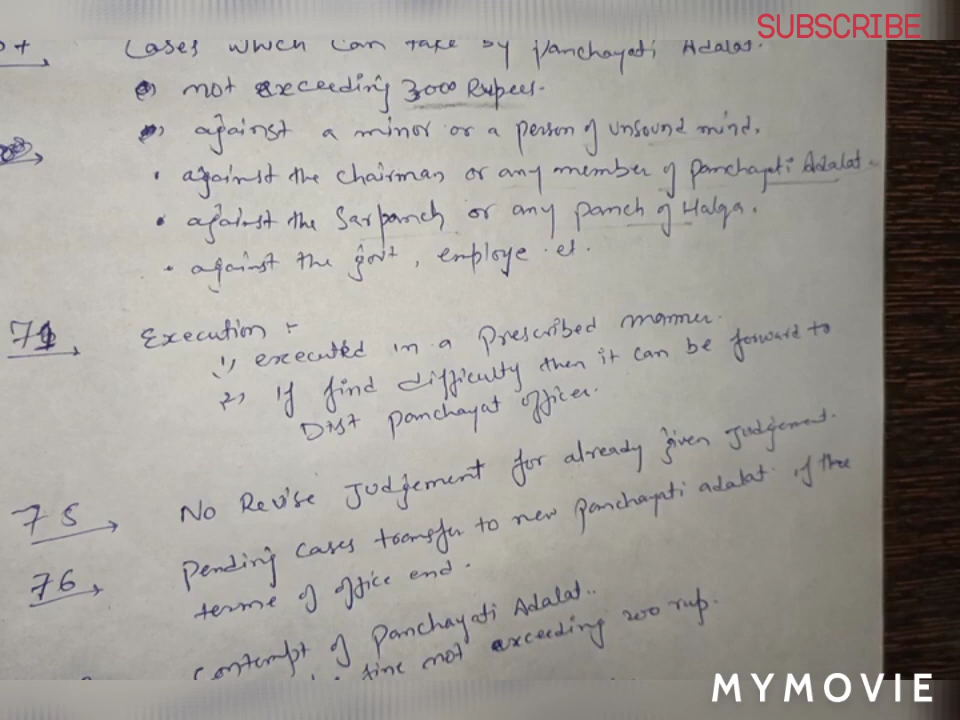 SUBSCRIBE
Cases which can take by Panchayati Adalat.
not exceeding 3000 Rupees.
against a minor or a person of unsound mind.
• against the chairman or any member of Panchayati Adalat.
• against the Sarpanch or any panch of Halqa.
• against the govt, employe et.
71 Execution :-
1, executed in a Prescribed manner.
2, If find difficulty then it can be forward to
Dist panchayat officer.
75 No Revise Judgement for already given Judgement.
76 Pending cases transfer to new panchayati adalat if the
terme of office end.
Contempt of Panchayati Adalat..
fine not exceeding 200 rup.
MYMOVIE